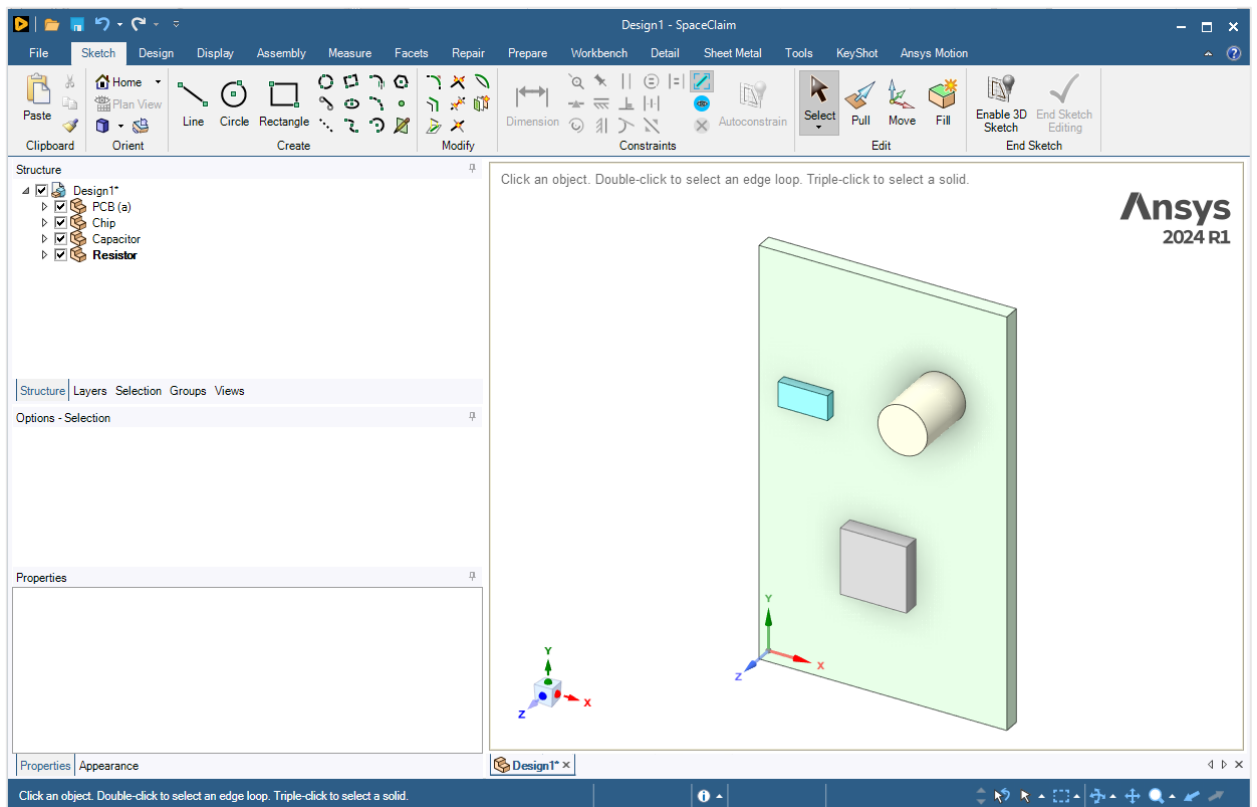 Design1 - SpaceClaim
File Sketch Design Display Assembly Measure Facets Repair Prepare Workbench Detail Sheet Metal Tools KeyShot Ansys Motion
Paste
Home
Plan View
Line Circle Rectangle
Dimension
Autoconstrain
Select Pull Move Fill
Enable 3D Sketch
End Sketch Editing
Clipboard Orient Create Modify Constraints Edit End Sketch
Structure
Design1*
PCB (a)
Chip
Capacitor
Resistor
Structure Layers Selection Groups Views
Options - Selection
Properties
Properties Appearance
Click an object. Double-click to select an edge loop. Triple-click to select a solid.
Ansys
2024 R1
Y
X
Z
Y
X
Z
Design1*
Click an object. Double-click to select an edge loop. Triple-click to select a solid.